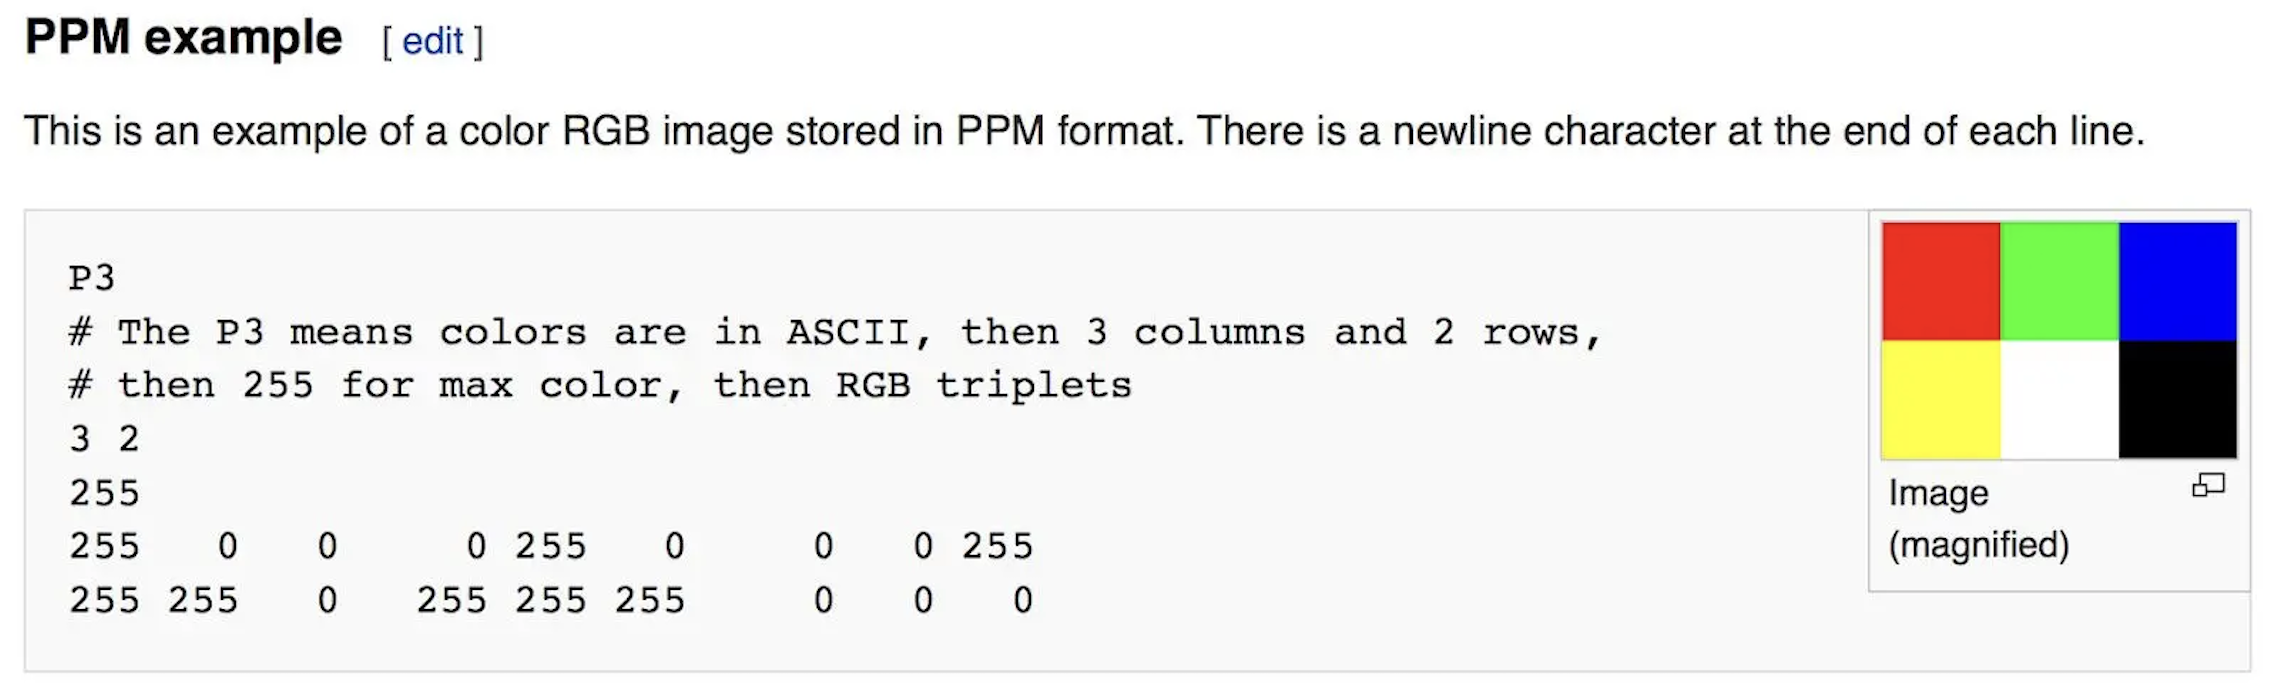 PPM example [ edit ]
This is an example of a color RGB image stored in PPM format. There is a newline character at the end of each line.
P3
# The P3 means colors are in ASCII, then 3 columns and 2 rows,
# then 255 for max color, then RGB triplets
3 2
255
255   0   0     0 255   0     0   0 255
255 255   0   255 255 255     0   0   0
Image
(magnified)